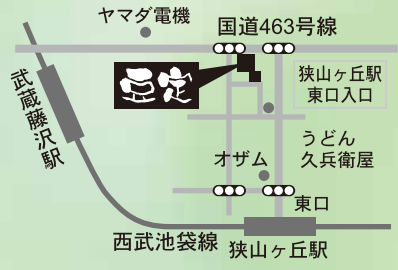 ヤマダ電機
国道463号線
豆定
狭山ヶ丘駅
東口入口
武蔵藤沢駅
うどん
久兵衛屋
オザム
東口
西武池袋線
狭山ヶ丘駅